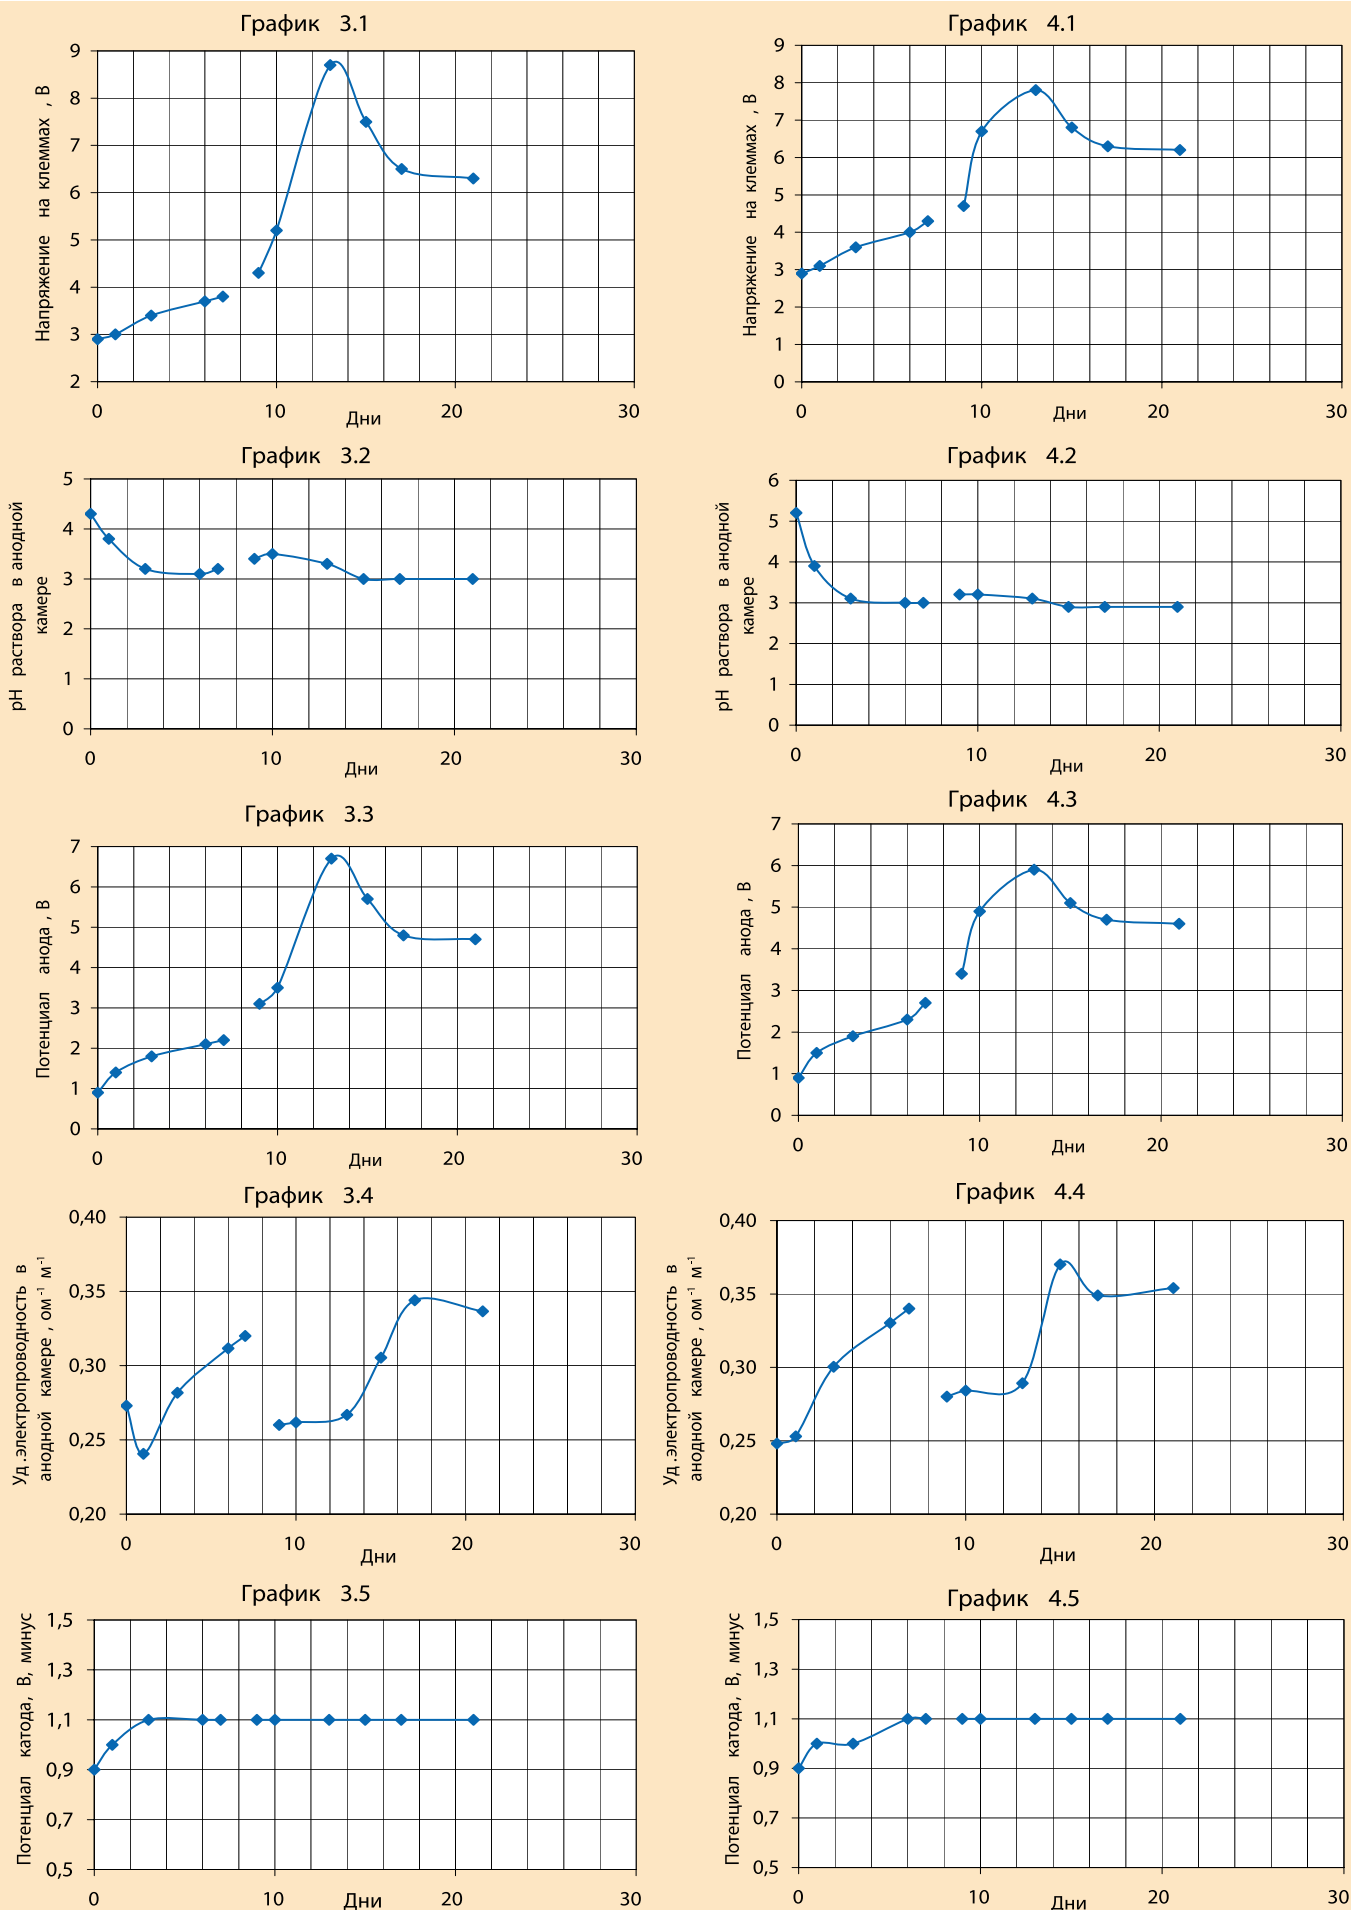 График 3.1
Напряжение на клеммах , В
9
8
7
6
5
4
3
2
0 10 20 30
Дни
График 4.1
Напряжение на клеммах , В
9
8
7
6
5
4
3
2
1
0
0 10 20 30
Дни
График 3.2
рН раствора в анодной
камере
5
4
3
2
1
0
0 10 20 30
Дни
График 4.2
рН раствора в анодной
камере
6
5
4
3
2
1
0
0 10 20 30
Дни
График 3.3
Потенциал анода , В
7
6
5
4
3
2
1
0
0 10 20 30
Дни
График 4.3
Потенциал анода , В
7
6
5
4
3
2
1
0
0 10 20 30
Дни
График 3.4
Уд.электропроводность в
анодной камере , ом⁻¹ м⁻¹
0,40
0,35
0,30
0,25
0,20
0 10 20 30
Дни
График 4.4
Уд.электропроводность в
анодной камере , ом⁻¹ м⁻¹
0,40
0,35
0,30
0,25
0,20
0 10 20 30
Дни
График 3.5
Потенциал катода, В, минус
1,5
1,3
1,1
0,9
0,7
0,5
0 10 20 30
Дни
График 4.5
Потенциал катода, В, минус
1,5
1,3
1,1
0,9
0,7
0,5
0 10 20 30
Дни